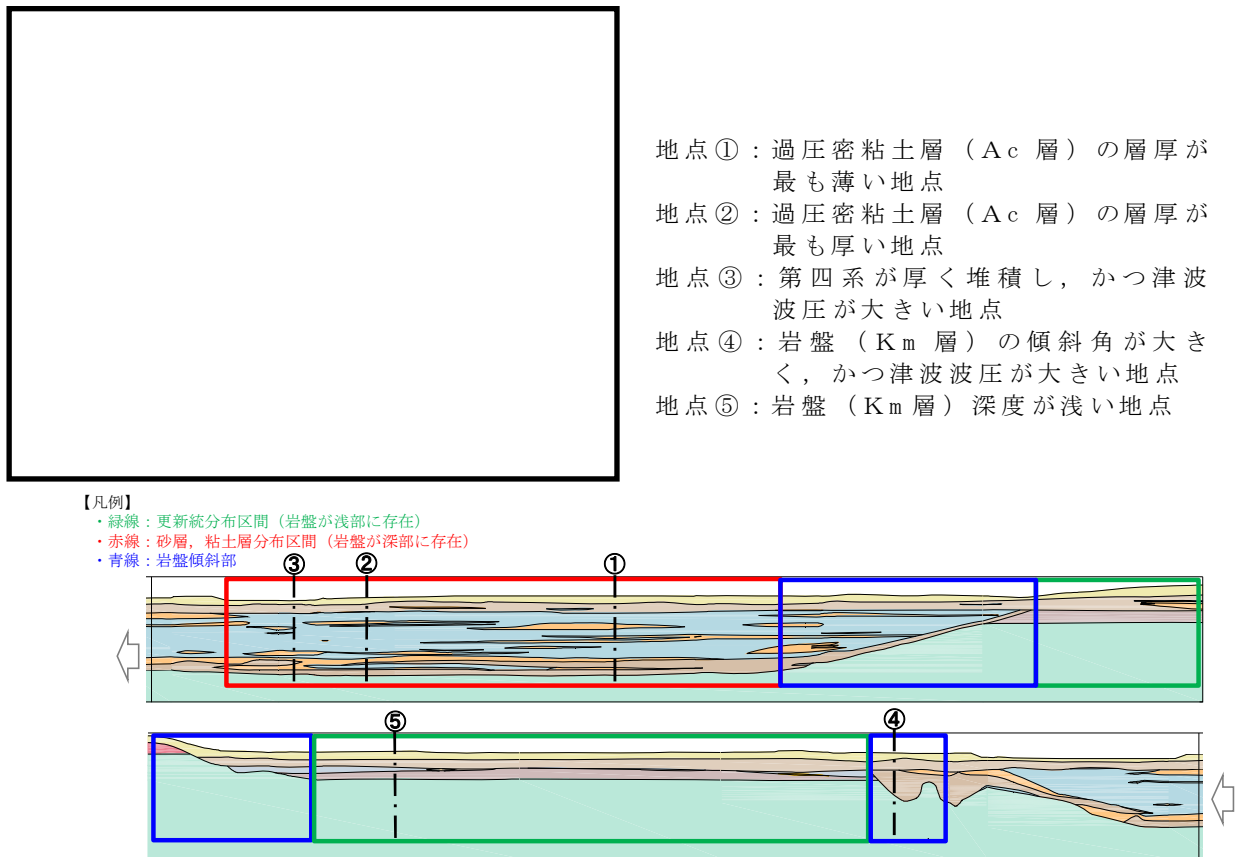 地点①：過圧密粘土層（Ac 層）の層厚が
最も薄い地点
地点②：過圧密粘土層（Ac 層）の層厚が
最も厚い地点
地点③：第四系が厚く堆積し，かつ津波
波圧が大きい地点
地点④：岩盤（Km 層）の傾斜角が大き
く，かつ津波波圧が大きい地点
地点⑤：岩盤（Km層）深度が浅い地点
【凡例】
・緑線：更新統分布区間（岩盤が浅部に存在）
・赤線：砂層，粘土層分布区間（岩盤が深部に存在）
・青線：岩盤傾斜部
③ ② ①
⑤ ④